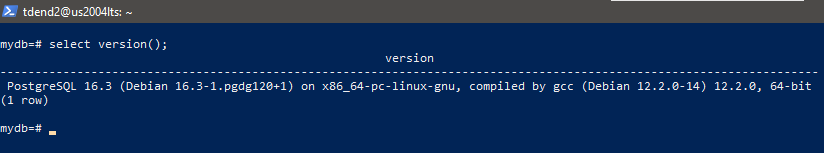 tdend2@us2004lts: ~
mydb=# select version();
version
---------------------------------------------------------------------------------------------------------------------
PostgreSQL 16.3 (Debian 16.3-1.pgdg120+1) on x86_64-pc-linux-gnu, compiled by gcc (Debian 12.2.0-14) 12.2.0, 64-bit
(1 row)
mydb=#